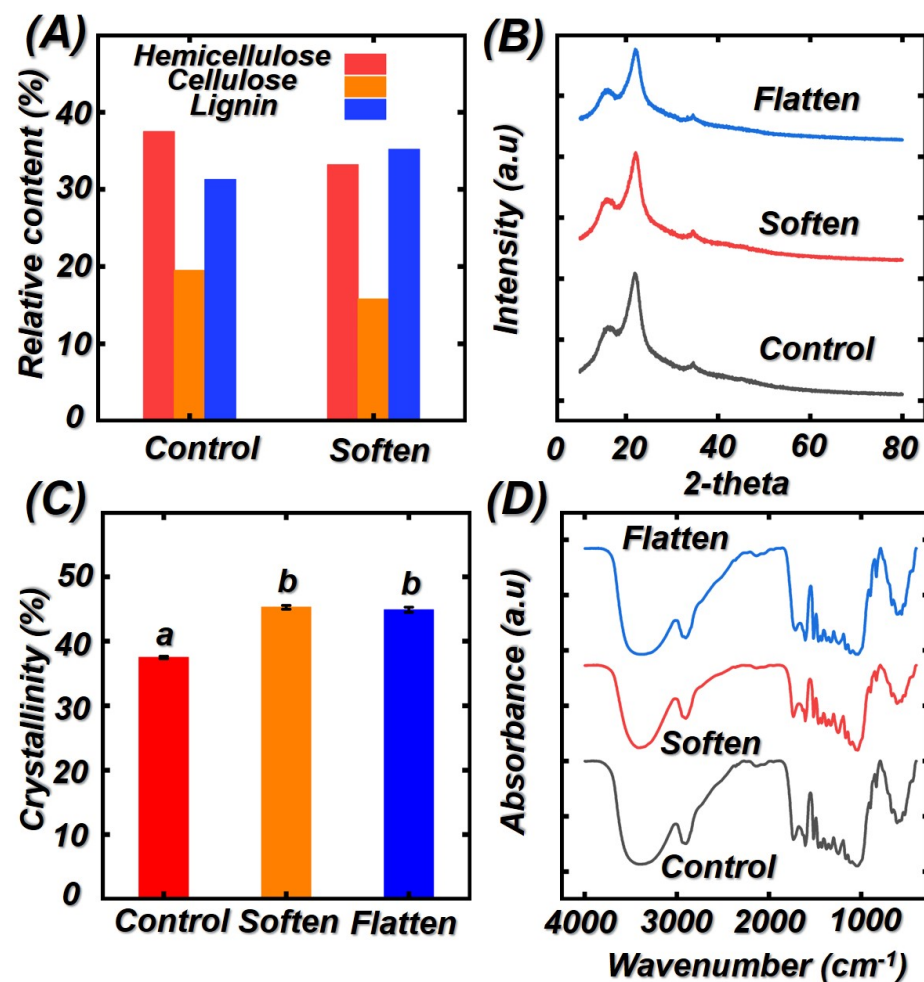 (A)
Hemicellulose
Cellulose
Lignin
Relative content (%)
40
30
20
10
0
Control Soften
(B)
Flatten
Soften
Control
Intensity (a.u)
0 20 40 60 80
2-theta
(C)
a
b
b
Crystallinity (%)
50
40
30
20
10
0
Control Soften Flatten
(D)
Flatten
Soften
Control
Absorbance (a.u)
4000 3000 2000 1000
Wavenumber (cm⁻¹)